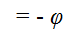 = - φ